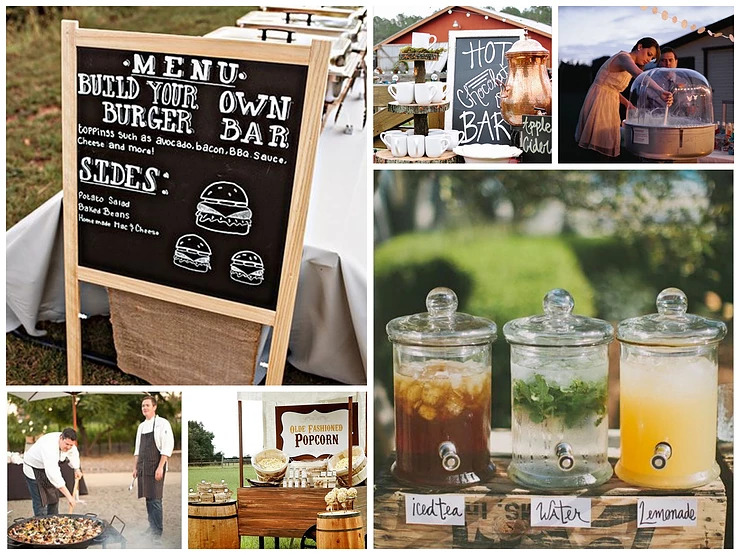 MENU
BUILD YOUR OWN
BURGER BAR
toppings such as avocado, bacon, BBQ sauce,
Cheese and more!
SIDES:
Potato Salad
Baked Beans
Homemade Mac & Cheese
HOT
Chocolate
BAR
Apple
Cider
OLDE FASHIONED
POPCORN
iced tea
Water
Lemonade